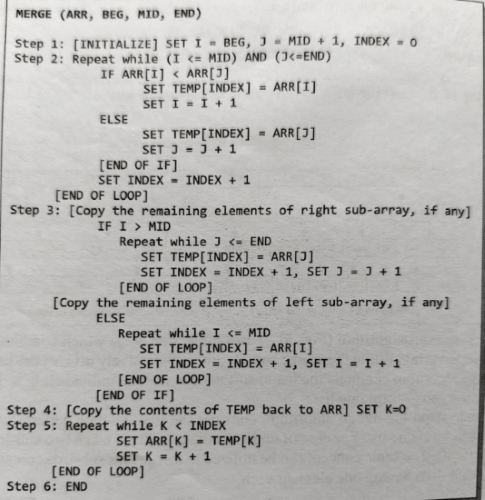 MERGE (ARR, BEG, MID, END)
Step 1: [INITIALIZE] SET I = BEG, J = MID + 1, INDEX = 0
Step 2: Repeat while (I <= MID) AND (J<=END)
IF ARR[I] < ARR[J]
SET TEMP[INDEX] = ARR[I]
SET I = I + 1
ELSE
SET TEMP[INDEX] = ARR[J]
SET J = J + 1
[END OF IF]
SET INDEX = INDEX + 1
[END OF LOOP]
Step 3: [Copy the remaining elements of right sub-array, if any]
IF I > MID
Repeat while J <= END
SET TEMP[INDEX] = ARR[J]
SET INDEX = INDEX + 1, SET J = J + 1
[END OF LOOP]
[Copy the remaining elements of left sub-array, if any]
ELSE
Repeat while I <= MID
SET TEMP[INDEX] = ARR[I]
SET INDEX = INDEX + 1, SET I = I + 1
[END OF LOOP]
[END OF IF]
Step 4: [Copy the contents of TEMP back to ARR] SET K=0
Step 5: Repeat while K < INDEX
SET ARR[K] = TEMP[K]
SET K = K + 1
[END OF LOOP]
Step 6: END